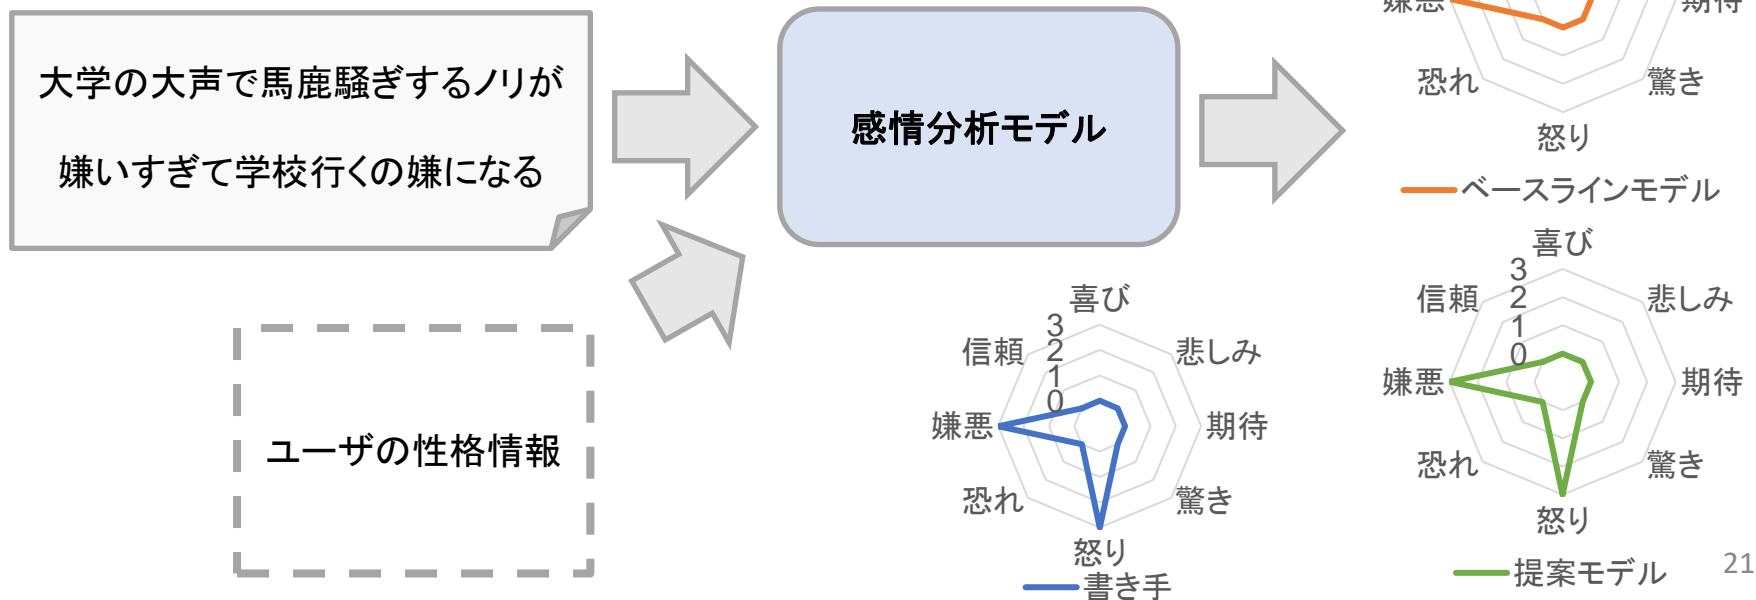 大学の大声で馬鹿騒ぎするノリが
嫌いすぎて学校行くの嫌になる
感情分析モデル
ユーザの性格情報
嫌悪
期待
恐れ
驚き
怒り
ベースラインモデル
喜び
3
2
1
0
信頼
悲しみ
嫌悪
期待
恐れ
驚き
怒り
書き手
喜び
3
2
1
0
信頼
悲しみ
嫌悪
期待
恐れ
驚き
怒り
提案モデル
21